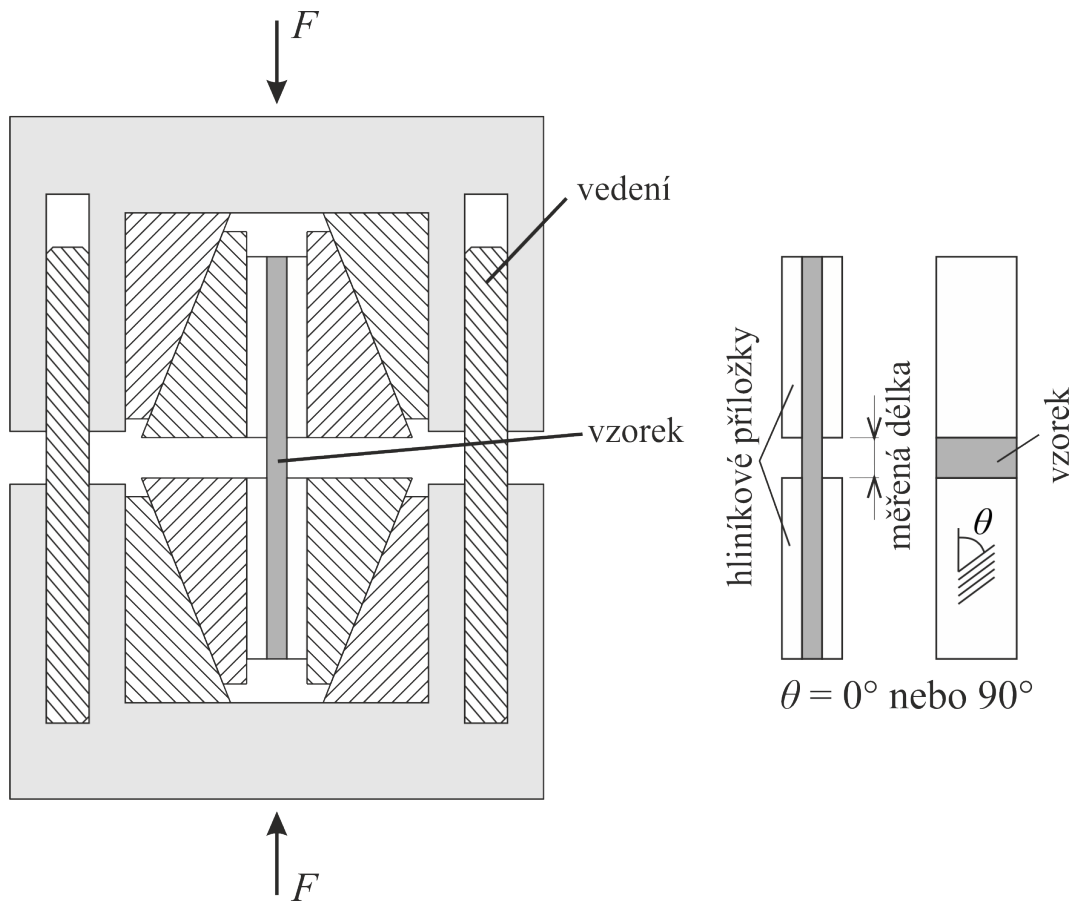 F
vedení
vzorek
F
hliníkové příložky
měřená délka
vzorek
θ
θ = 0° nebo 90°